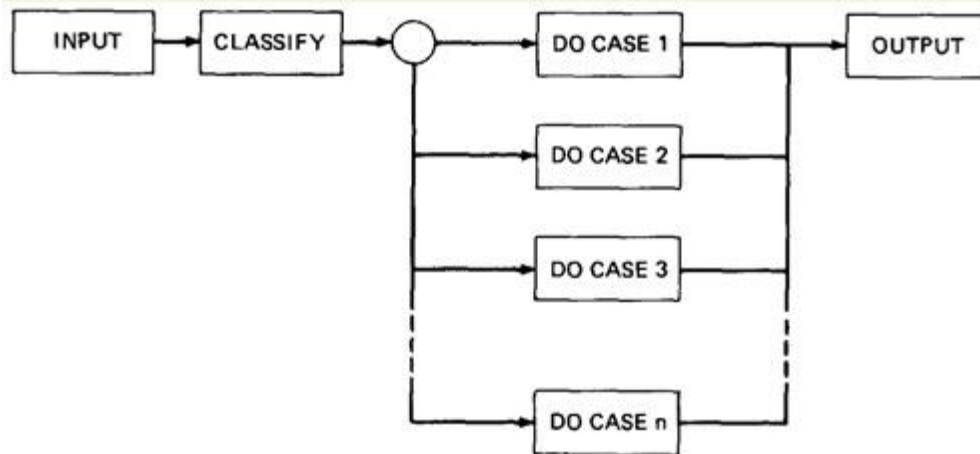 INPUT
CLASSIFY
DO CASE 1
OUTPUT
DO CASE 2
DO CASE 3
DO CASE n